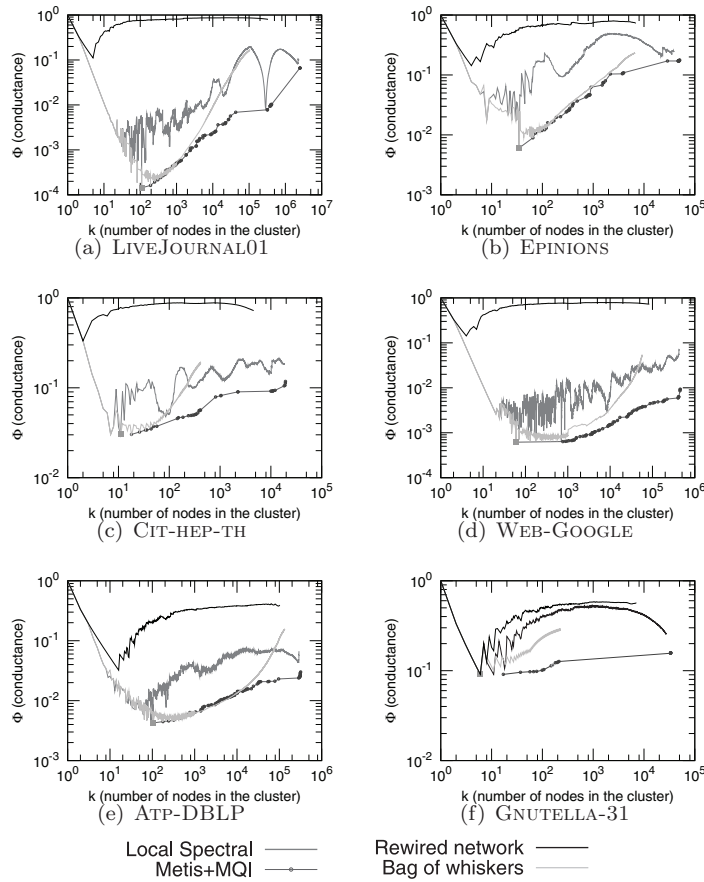 Φ (conductance)
10^0
10^-1
10^-2
10^-3
10^-4
10^0 10^1 10^2 10^3 10^4 10^5 10^6 10^7
k (number of nodes in the cluster)
(a) LIVEJOURNAL01
Φ (conductance)
10^0
10^-1
10^-2
10^-3
10^0 10^1 10^2 10^3 10^4 10^5
k (number of nodes in the cluster)
(b) EPINIONS
Φ (conductance)
10^0
10^-1
10^-2
10^0 10^1 10^2 10^3 10^4 10^5
k (number of nodes in the cluster)
(c) CIT-HEP-TH
Φ (conductance)
10^0
10^-1
10^-2
10^-3
10^-4
10^0 10^1 10^2 10^3 10^4 10^5 10^6
k (number of nodes in the cluster)
(d) WEB-GOOGLE
Φ (conductance)
10^0
10^-1
10^-2
10^-3
10^0 10^1 10^2 10^3 10^4 10^5 10^6
k (number of nodes in the cluster)
(e) ATP-DBLP
Φ (conductance)
10^0
10^-1
10^-2
10^0 10^1 10^2 10^3 10^4 10^5
k (number of nodes in the cluster)
(f) GNUTELLA-31
Local Spectral
Metis+MQI
Rewired network
Bag of whiskers